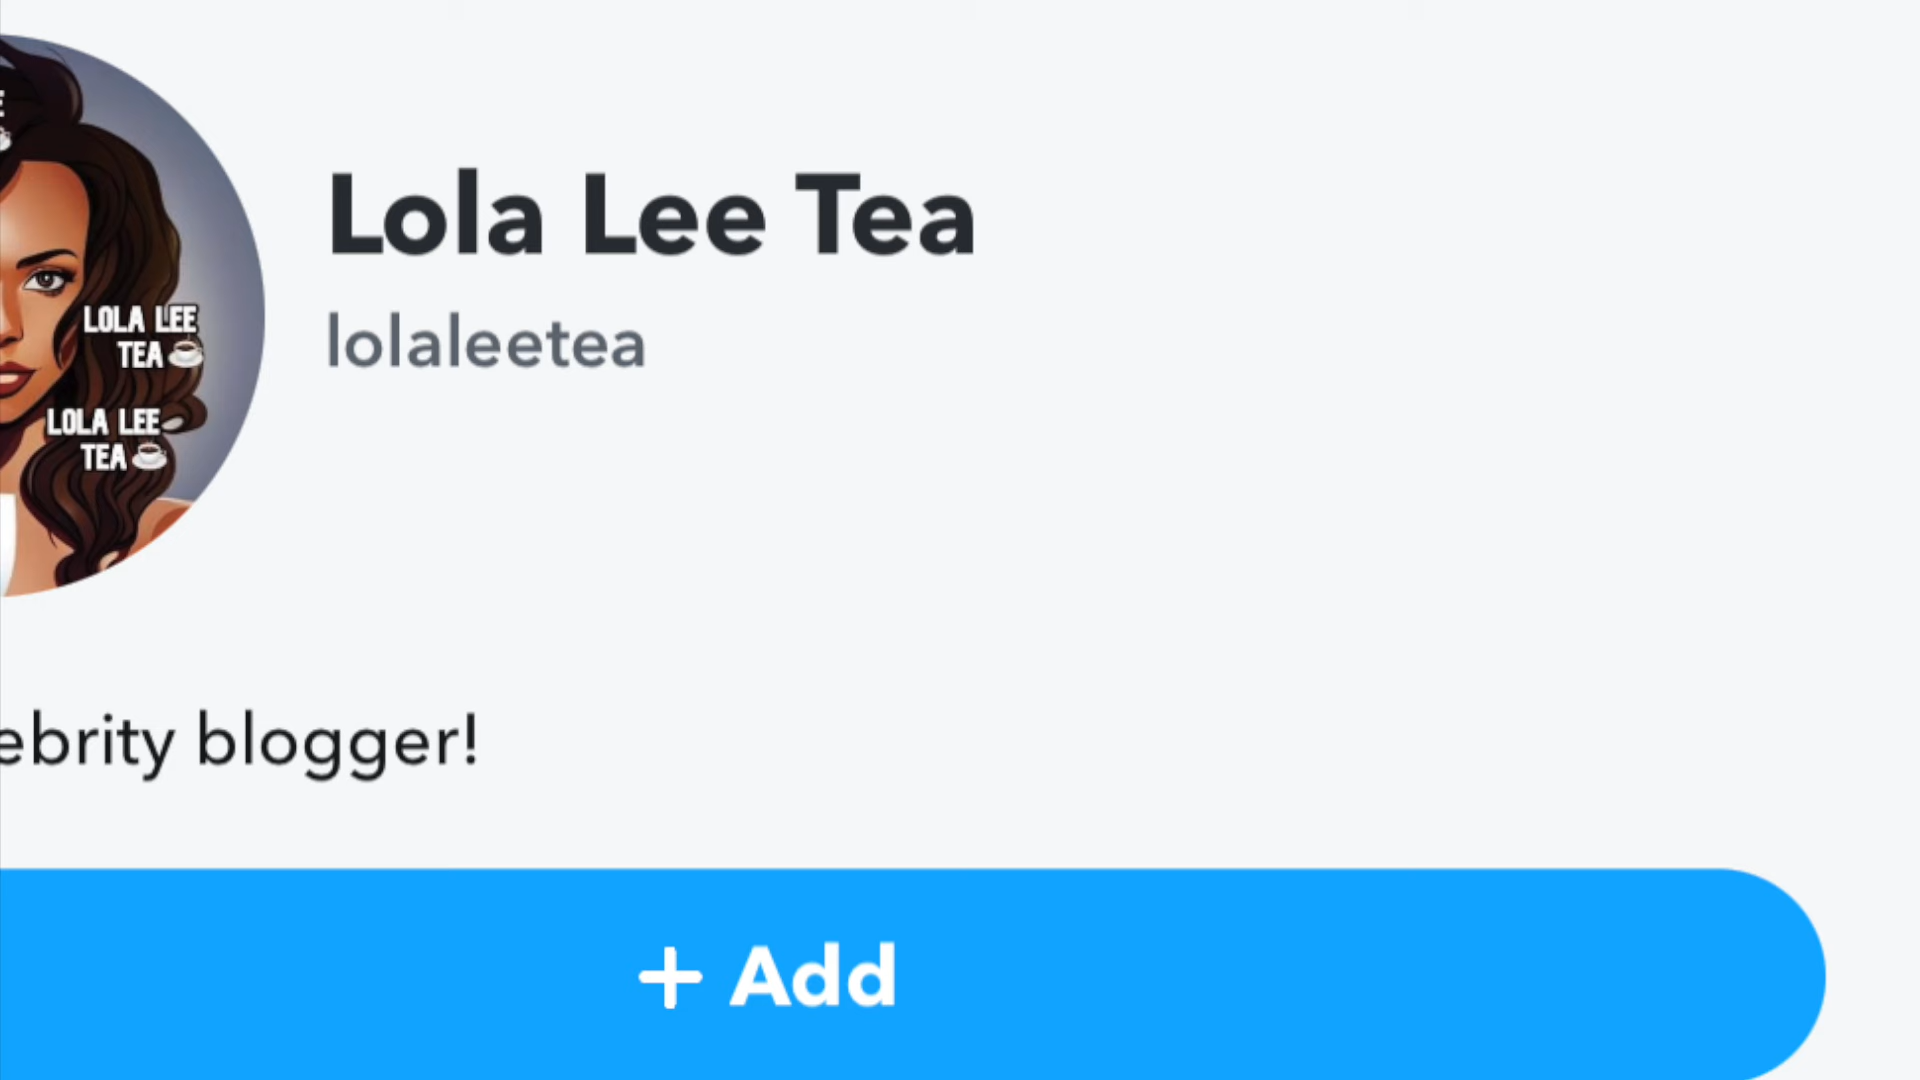 Lola Lee Tea
lolaleetea
LOLA LEE
TEA
LOLA LEE
TEA
ebrity blogger!
+ Add